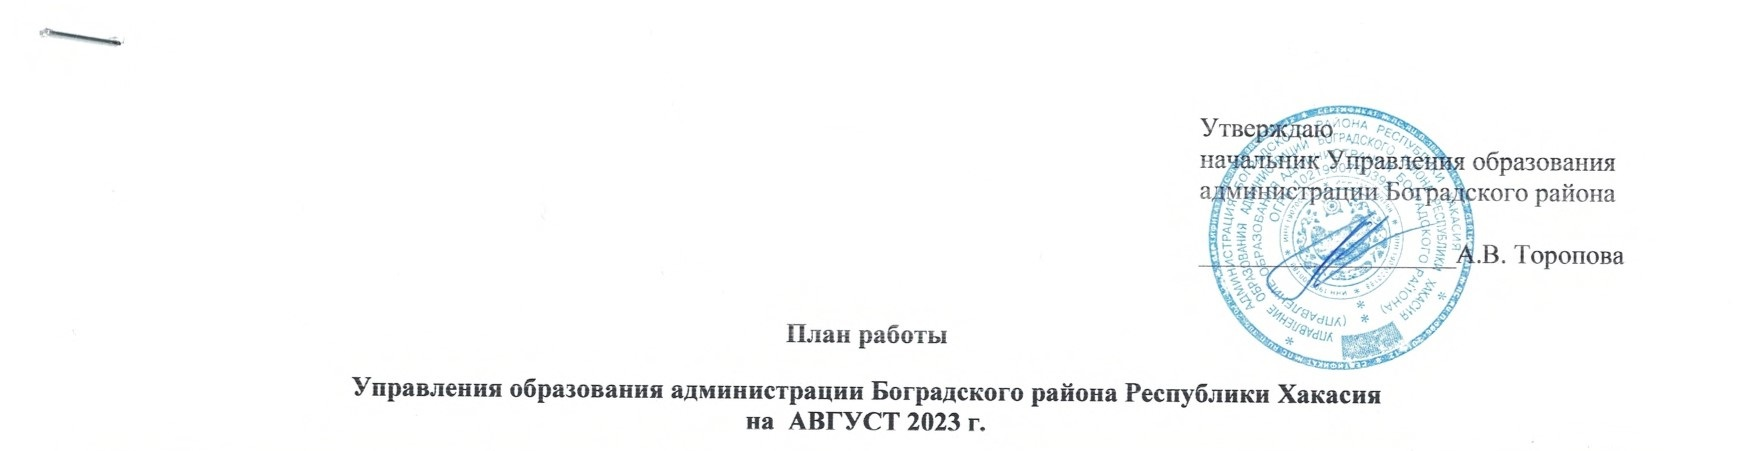 Утверждаю
начальник Управления образования
администрации Боградского района
А.В. Торопова
План работы
Управления образования администрации Боградского района Республики Хакасия
на АВГУСТ 2023 г.